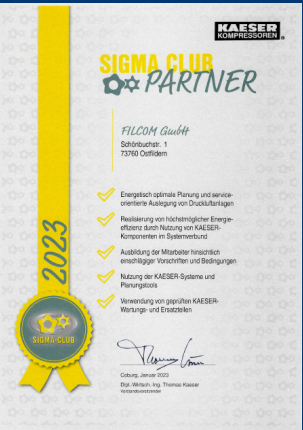 KAESER
KOMPRESSOREN
SIGMA CLUB
PARTNER
FILCOM GmbH
Schönbuchstr. 1
73760 Ostfildern
Energetisch optimale Planung und service-
orientierte Auslegung von Druckluftanlagen
Realisierung von höchstmöglicher Energie-
effizienz durch Nutzung von KAESER-
Komponenten im Systemverbund
Ausbildung der Mitarbeiter hinsichtlich
einschlägiger Vorschriften und Bedingungen
Nutzung der KAESER-Systeme und
Planungstools
Verwendung von geprüften KAESER-
Wartungs- und Ersatzteilen
2023
SIGMA-CLUB
Coburg, Januar 2023
Dipl.-Wirtsch.-Ing. Thomas Kaeser
Vorstandsvorsitzender